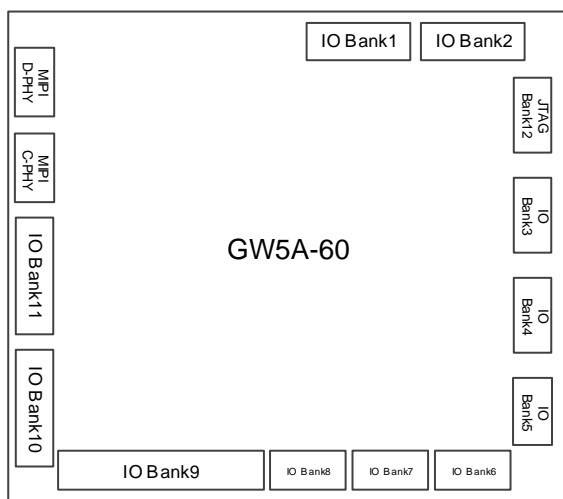 IO Bank1
IO Bank2
MIPI
D-PHY
JTAG
Bank12
MIPI
C-PHY
IO
Bank3
IO Bank11
GW5A-60
IO
Bank4
IO Bank10
IO
Bank5
IO Bank9
IO Bank8
IO Bank7
IO Bank6